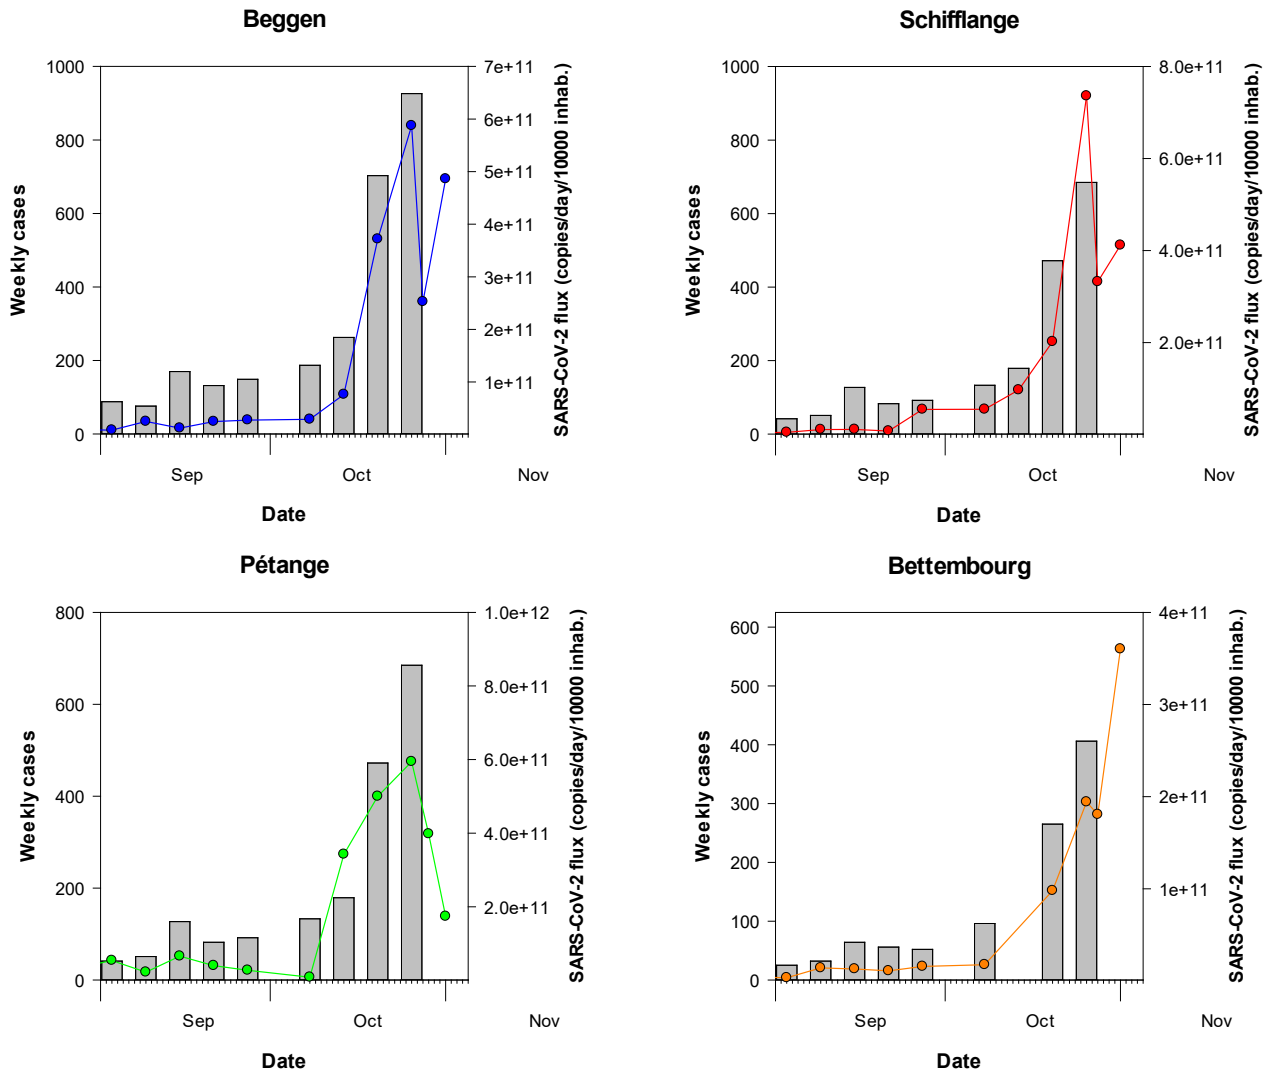 Beggen
Weekly cases
1000
800
600
400
200
0
7e+11
6e+11
5e+11
4e+11
3e+11
2e+11
1e+11
SARS-CoV-2 flux (copies/day/10000 inhab.)
Sep Oct Nov
Date
Schifflange
Weekly cases
1000
800
600
400
200
0
8.0e+11
6.0e+11
4.0e+11
2.0e+11
SARS-CoV-2 flux (copies/day/10000 inhab.)
Sep Oct Nov
Date
Pétange
Weekly cases
800
600
400
200
0
1.0e+12
8.0e+11
6.0e+11
4.0e+11
2.0e+11
SARS-CoV-2 flux (copies/day/10000 inhab.)
Sep Oct Nov
Date
Bettembourg
Weekly cases
600
500
400
300
200
100
0
4e+11
3e+11
2e+11
1e+11
SARS-CoV-2 flux (copies/day/10000 inhab.)
Sep Oct Nov
Date